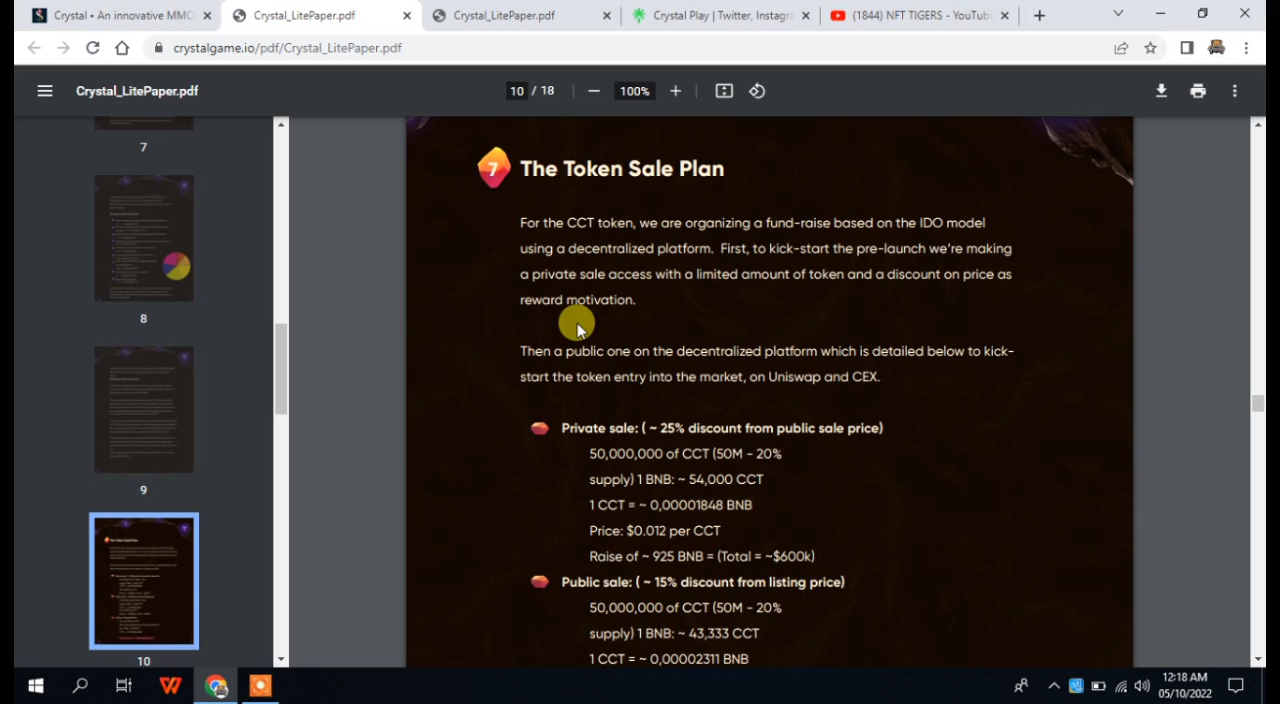 Crystal • An innovative MMO
Crystal_LitePaper.pdf
Crystal_LitePaper.pdf
Crystal Play | Twitter, Instagra
(1844) NFT TIGERS - YouTube
crystalgame.io/pdf/Crystal_LitePaper.pdf
Crystal_LitePaper.pdf
10 / 18
100%
7
8
9
10
7 The Token Sale Plan
For the CCT token, we are organizing a fund-raise based on the IDO model
using a decentralized platform. First, to kick-start the pre-launch we're making
a private sale access with a limited amount of token and a discount on price as
reward motivation.
Then a public one on the decentralized platform which is detailed below to kick-
start the token entry into the market, on Uniswap and CEX.
Private sale: ( ~ 25% discount from public sale price)
50,000,000 of CCT (50M - 20%
supply) 1 BNB: ~ 54,000 CCT
1 CCT = ~ 0,00001848 BNB
Price: $0.012 per CCT
Raise of ~ 925 BNB = (Total = ~$600k)
Public sale: ( ~ 15% discount from listing price)
50,000,000 of CCT (50M - 20%
supply) 1 BNB: ~ 43,333 CCT
1 CCT = ~ 0,00002311 BNB
12:18 AM
05/10/2022